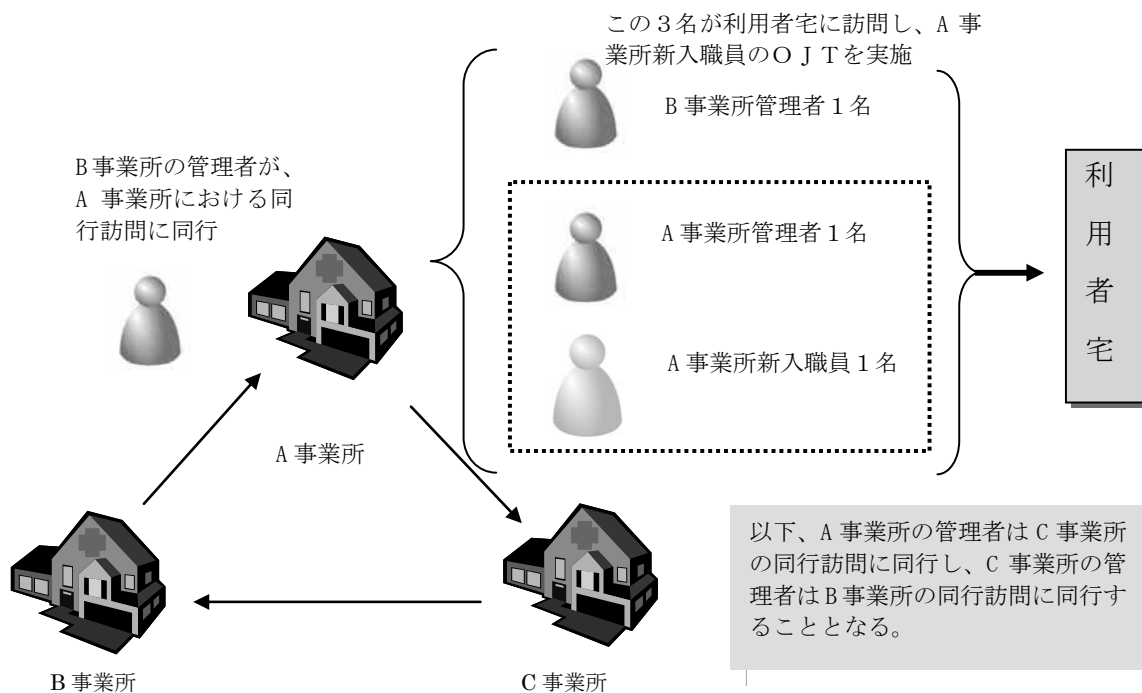 この３名が利用者宅に訪問し、A 事
業所新入職員のＯＪＴを実施
B 事業所管理者１名
B 事業所の管理者が、
A 事業所における同
行訪問に同行
A 事業所管理者１名
A 事業所新入職員１名
利
用
者
宅
A 事業所
以下、A 事業所の管理者は C 事業所
の同行訪問に同行し、C 事業所の管
理者は B 事業所の同行訪問に同行す
ることとなる。
B 事業所
C 事業所